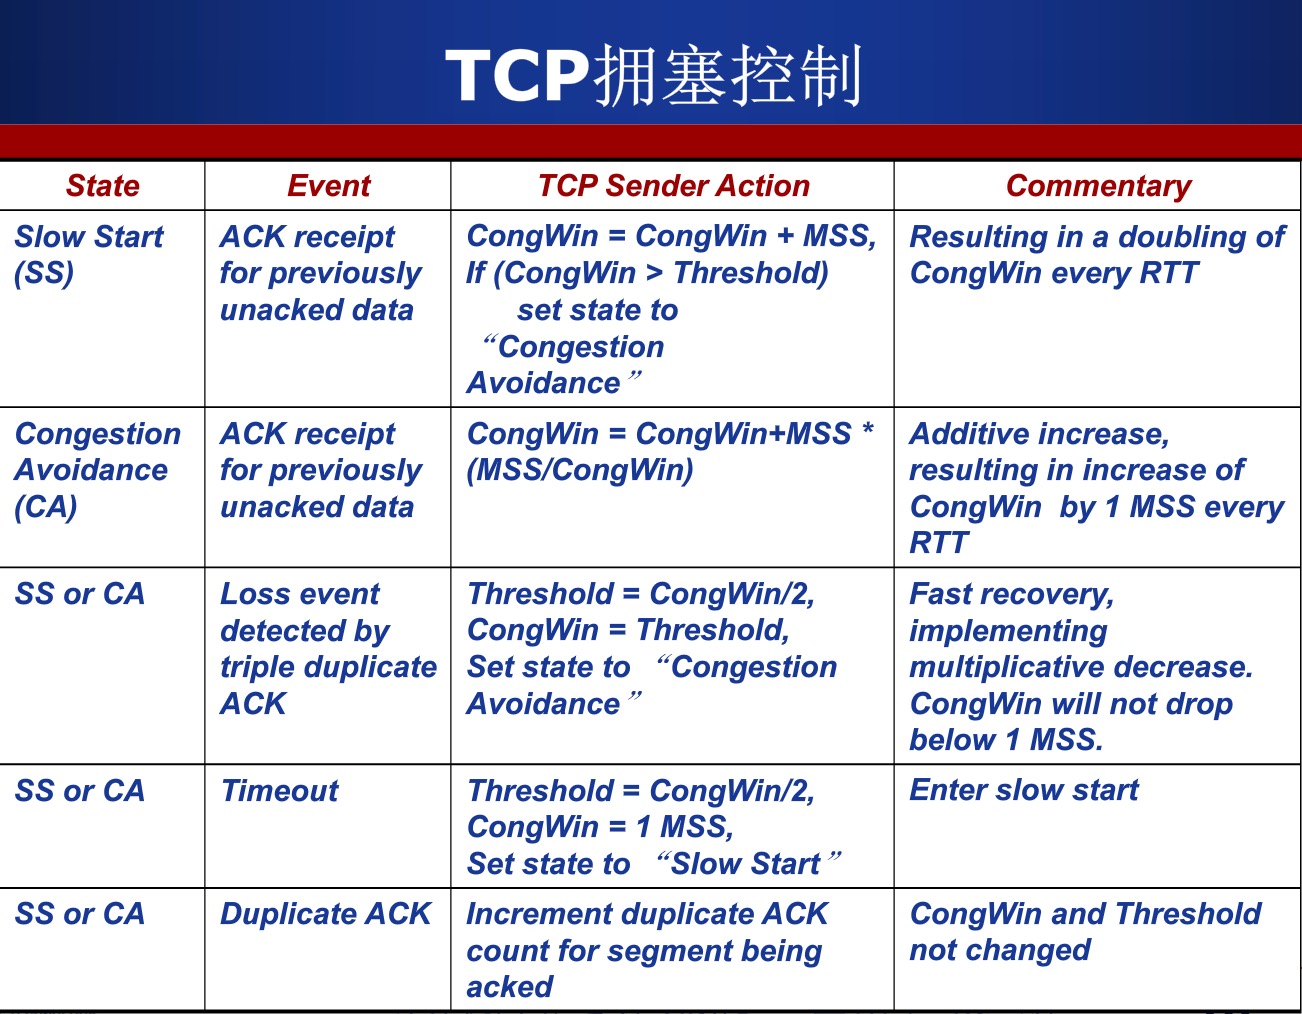 TCP拥塞控制
State
Event
TCP Sender Action
Commentary
Slow Start
(SS)
ACK receipt
for previously
unacked data
CongWin = CongWin + MSS,
If (CongWin > Threshold)
set state to
“Congestion
Avoidance”
Resulting in a doubling of
CongWin every RTT
Congestion
Avoidance
(CA)
ACK receipt
for previously
unacked data
CongWin = CongWin+MSS *
(MSS/CongWin)
Additive increase,
resulting in increase of
CongWin by 1 MSS every
RTT
SS or CA
Loss event
detected by
triple duplicate
ACK
Threshold = CongWin/2,
CongWin = Threshold,
Set state to “Congestion
Avoidance”
Fast recovery,
implementing
multiplicative decrease.
CongWin will not drop
below 1 MSS.
SS or CA
Timeout
Threshold = CongWin/2,
CongWin = 1 MSS,
Set state to “Slow Start”
Enter slow start
SS or CA
Duplicate ACK
Increment duplicate ACK
count for segment being
acked
CongWin and Threshold
not changed